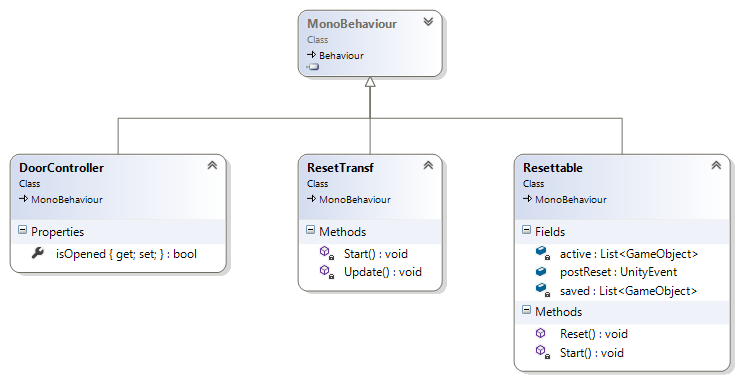 MonoBehaviour
Class
Behaviour
DoorController
Class
MonoBehaviour
Properties
isOpened { get; set; } : bool
ResetTransf
Class
MonoBehaviour
Methods
Start() : void
Update() : void
Resettable
Class
MonoBehaviour
Fields
active : List<GameObject>
postReset : UnityEvent
saved : List<GameObject>
Methods
Reset() : void
Start() : void